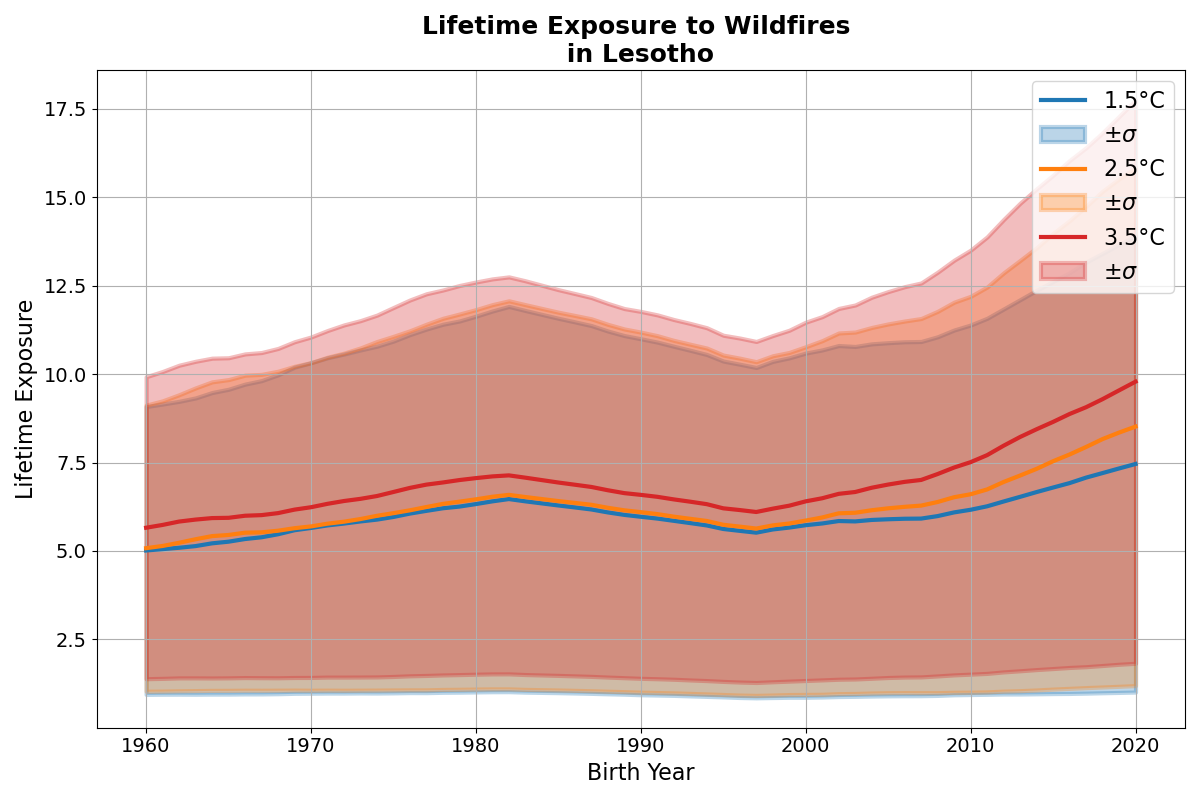 Lifetime Exposure to Wildfires
in Lesotho
Lifetime Exposure
17.5
15.0
12.5
10.0
7.5
5.0
2.5
1.5°C
±σ
2.5°C
±σ
3.5°C
±σ
1960
1970
1980
1990
2000
2010
2020
Birth Year